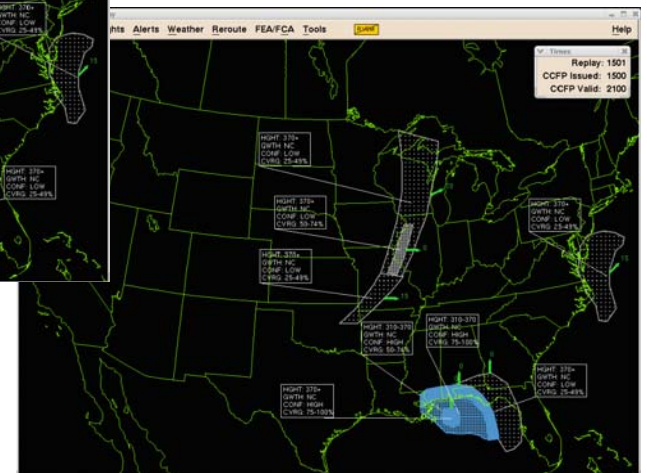 HGHT: 370+
GWTH: NC
CONF: LOW
CVRG: 25-49%
15
HGHT: 370+
GWTH: NC
CONF: LOW
CVRG: 25-49%
Alerts Weather Reroute FEA/FCA Tools
Help
Times
Replay: 1501
CCFP Issued: 1500
CCFP Valid: 2100
HGHT: 370+
GWTH: NC
CONF: LOW
CVRG: 25-49%
HGHT: 370+
GWTH: NC
CONF: LOW
CVRG: 50-74%
HGHT: 370+
GWTH: NC
CONF: LOW
CVRG: 25-49%
15
HGHT: 370+
GWTH: NC
CONF: LOW
CVRG: 25-49%
15
HGHT: 310-370
GWTH: NC
CONF: HIGH
CVRG: 50-74%
HGHT: 310-370
GWTH: NC
CONF: HIGH
CVRG: 75-100%
HGHT: 370+
GWTH: NC
CONF: HIGH
CVRG: 75-100%
HGHT: 370+
GWTH: NC
CONF: LOW
CVRG: 25-49%